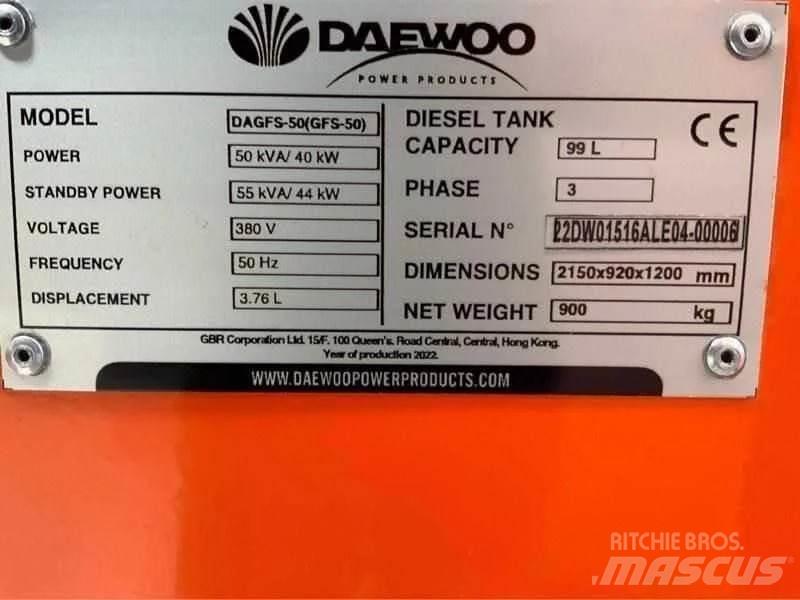 DAEWOO
POWER PRODUCTS
MODEL DAGFS-50(GFS-50)
POWER 50 kVA/ 40 kW
STANDBY POWER 55 kVA/ 44 kW
VOLTAGE 380 V
FREQUENCY 50 Hz
DISPLACEMENT 3.76 L
DIESEL TANK
CAPACITY 99 L
CE
PHASE 3
SERIAL N° 22DW01516ALE04-00006
DIMENSIONS 2150x920x1200 mm
NET WEIGHT 900 kg
GBR Corporation Ltd. 15/F, 100 Queen's. Road Central, Central, Hong Kong.
Year of production 2022.
WWW.DAEWOOPOWERPRODUCTS.COM
RITCHIE BROS.
MASCUS